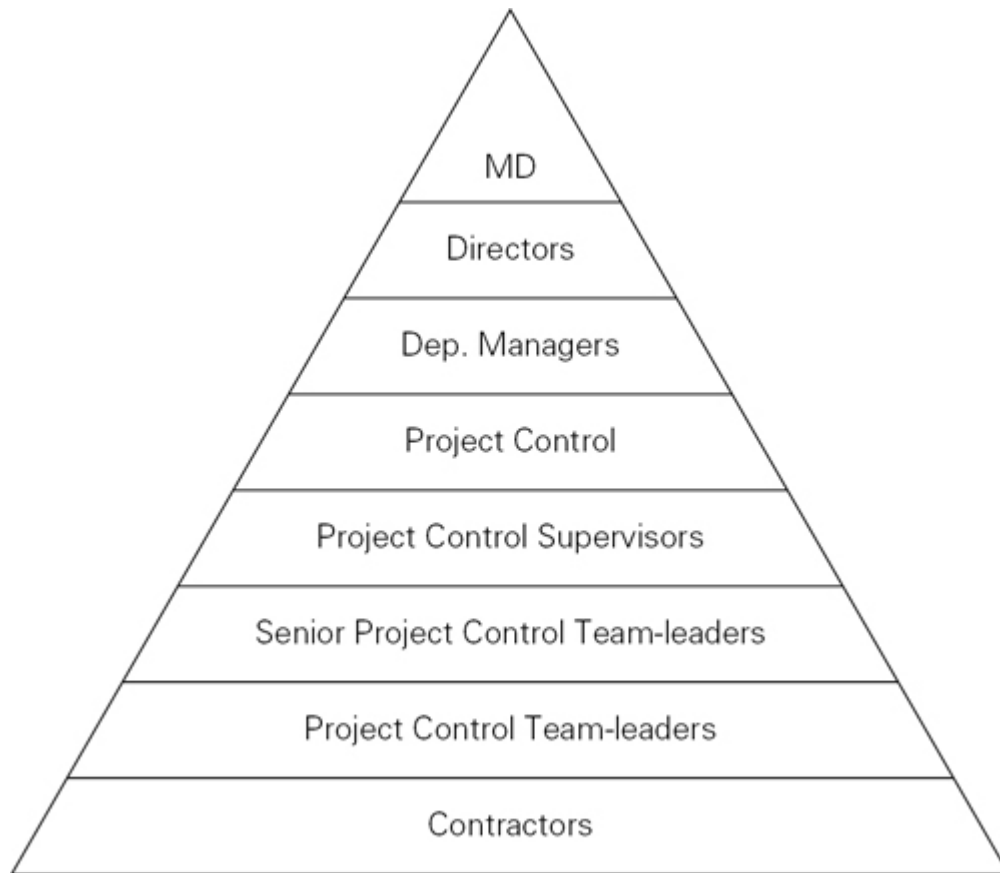 MD
Directors
Dep. Managers
Project Control
Project Control Supervisors
Senior Project Control Team-leaders
Project Control Team-leaders
Contractors